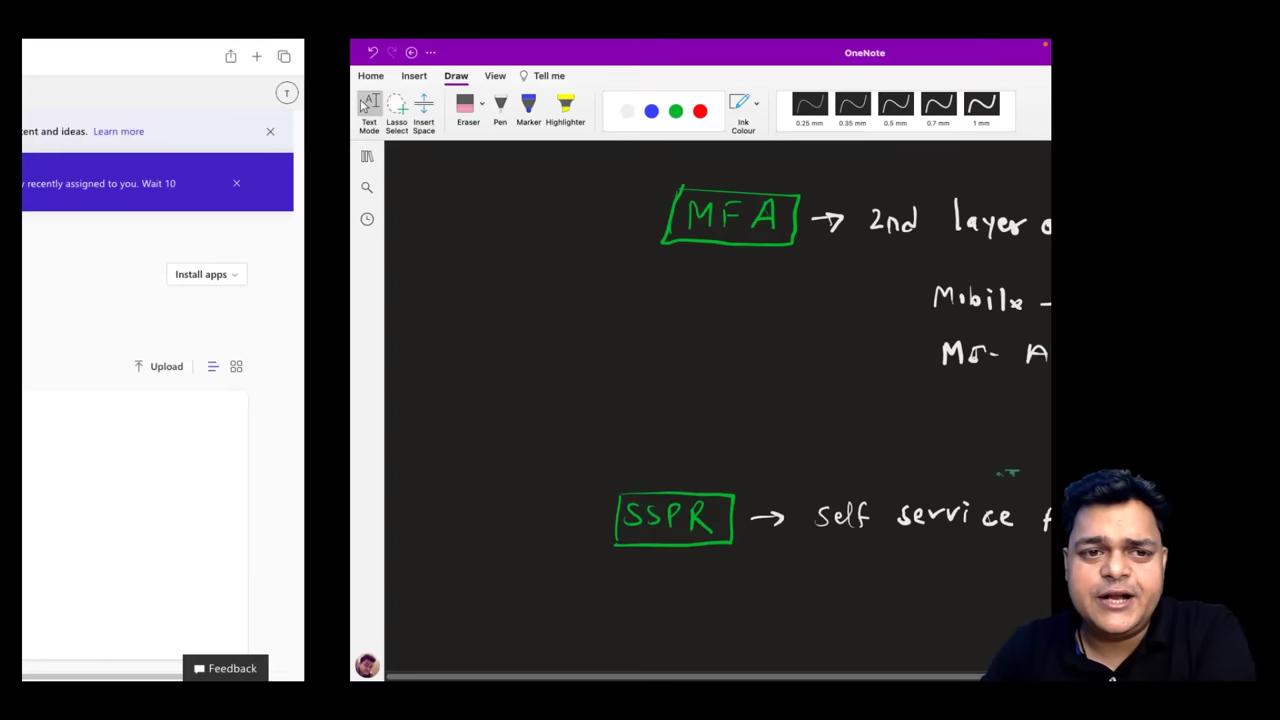 OneNote
Home Insert Draw View Tell me
T
ent and ideas. Learn more
Text Mode
Lasso Select
Insert Space
Eraser
Pen
Marker
Highlighter
Ink Colour
0.25 mm 0.35 mm 0.5 mm 0.7 mm 1 mm
recently assigned to you. Wait 10
Install apps
Upload
Feedback
MFA → 2nd layer
Mobile -
MS- A
SSPR → self service